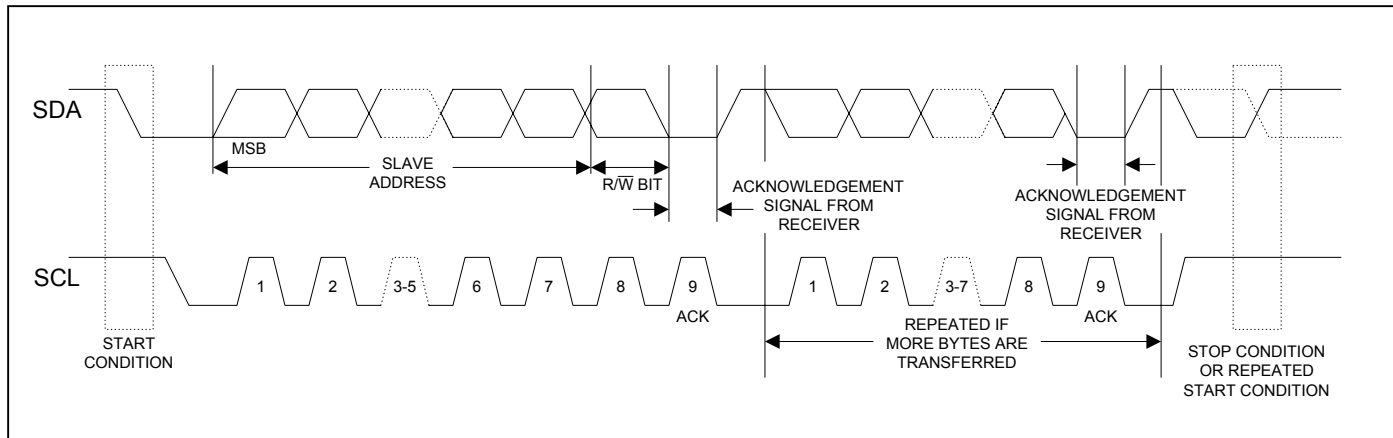 SDA
MSB
SLAVE
ADDRESS
R/W̅ BIT
ACKNOWLEDGEMENT
SIGNAL FROM
RECEIVER
ACKNOWLEDGEMENT
SIGNAL FROM
RECEIVER
SCL
1
2
3-5
6
7
8
9
ACK
1
2
3-7
8
9
ACK
START
CONDITION
REPEATED IF
MORE BYTES ARE
TRANSFERRED
STOP CONDITION
OR REPEATED
START CONDITION